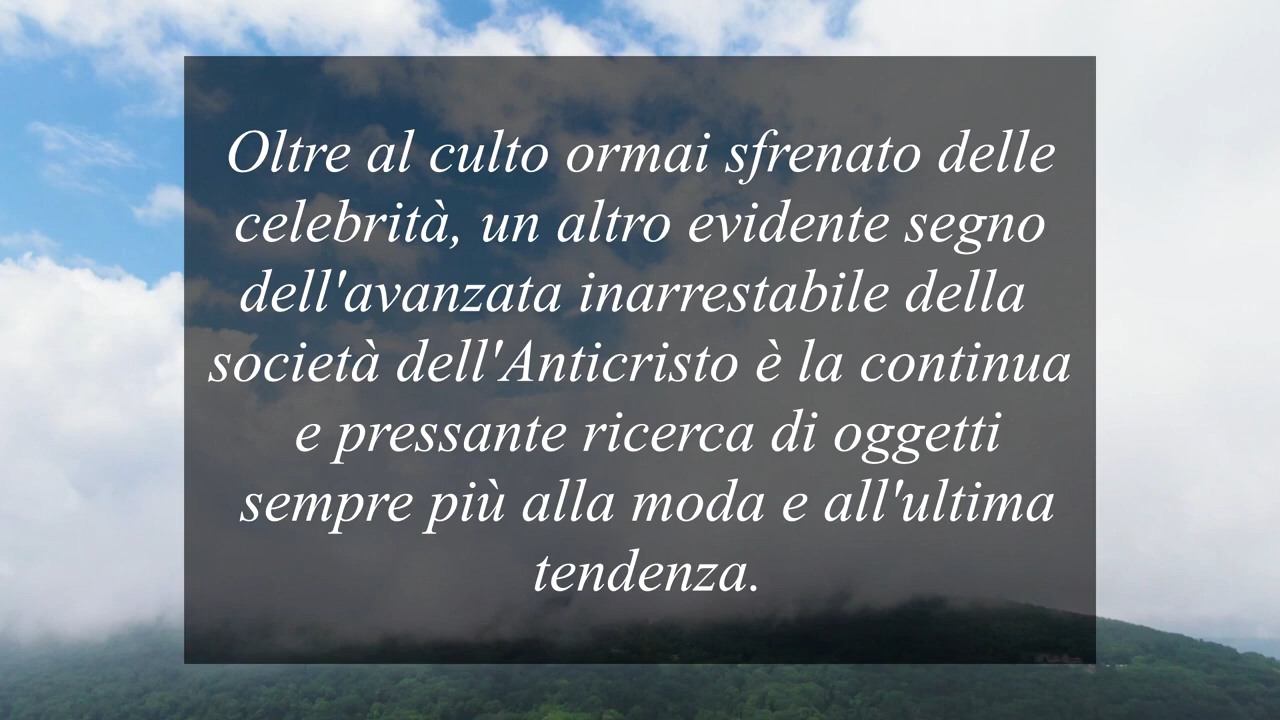 Oltre al culto ormai sfrenato delle
celebrità, un altro evidente segno
dell'avanzata inarrestabile della
società dell'Anticristo è la continua
e pressante ricerca di oggetti
sempre più alla moda e all'ultima
tendenza.